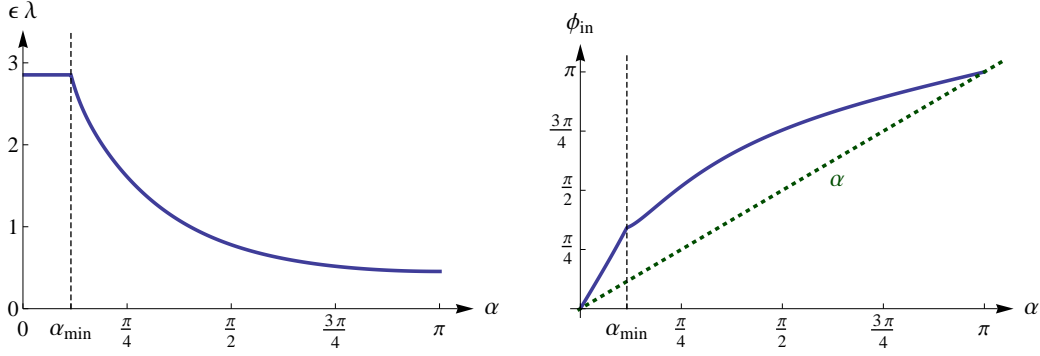 ϵ λ
3
2
1
0
0 α_min π/4 π/2 3π/4 π α
ϕ_in
π
3π/4
π/2
π/4
α
α_min π/4 π/2 3π/4 π α